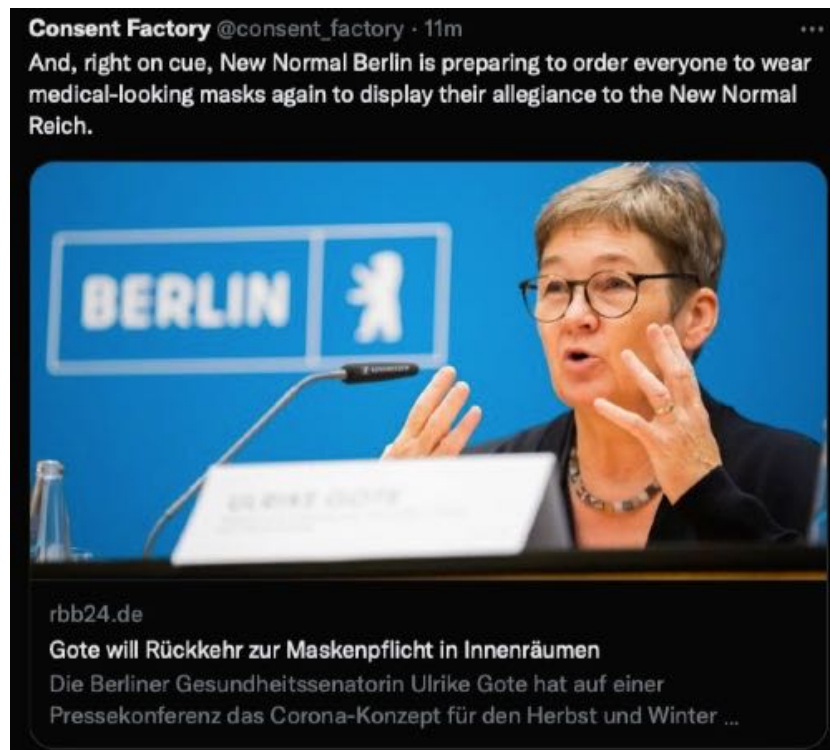 Consent Factory @consent_factory · 11m
And, right on cue, New Normal Berlin is preparing to order everyone to wear
medical-looking masks again to display their allegiance to the New Normal
Reich.
BERLIN
ULRIKE GOTE
rbb24.de
Gote will Rückkehr zur Maskenpflicht in Innenräumen
Die Berliner Gesundheitssenatorin Ulrike Gote hat auf einer
Pressekonferenz das Corona-Konzept für den Herbst und Winter ...